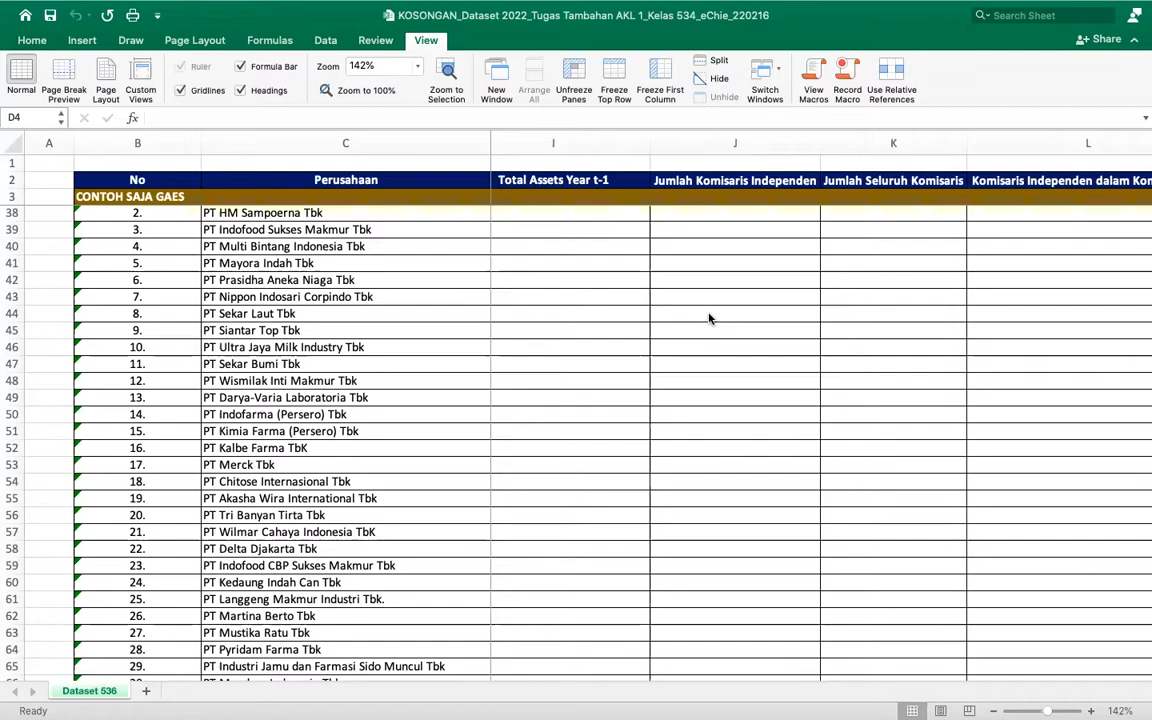 KOSONGAN_Dataset 2022_Tugas Tambahan AKL 1_Kelas 534_eChie_220216
Search Sheet
Home Insert Draw Page Layout Formulas Data Review View
Share
Normal
Page Break Preview
Page Layout
Custom Views
Ruler
Formula Bar
Gridlines
Headings
Zoom 142%
Zoom to 100%
Zoom to Selection
New Window
Arrange All
Unfreeze Panes
Freeze Top Row
Freeze First Column
Split
Hide
Unhide
Switch Windows
View Macros
Record Macro
Use Relative References
D4 fx
A B C I J K L
1
2 No Perusahaan Total Assets Year t-1 Jumlah Komisaris Independen Jumlah Seluruh Komisaris Komisaris Independen dalam Kon
3 CONTOH SAJA GAES
38 2. PT HM Sampoerna Tbk
39 3. PT Indofood Sukses Makmur Tbk
40 4. PT Multi Bintang Indonesia Tbk
41 5. PT Mayora Indah Tbk
42 6. PT Prasidha Aneka Niaga Tbk
43 7. PT Nippon Indosari Corpindo Tbk
44 8. PT Sekar Laut Tbk
45 9. PT Siantar Top Tbk
46 10. PT Ultra Jaya Milk Industry Tbk
47 11. PT Sekar Bumi Tbk
48 12. PT Wismilak Inti Makmur Tbk
49 13. PT Darya-Varia Laboratoria Tbk
50 14. PT Indofarma (Persero) Tbk
51 15. PT Kimia Farma (Persero) Tbk
52 16. PT Kalbe Farma TbK
53 17. PT Merck Tbk
54 18. PT Chitose Internasional Tbk
55 19. PT Akasha Wira International Tbk
56 20. PT Tri Banyan Tirta Tbk
57 21. PT Wilmar Cahaya Indonesia TbK
58 22. PT Delta Djakarta Tbk
59 23. PT Indofood CBP Sukses Makmur Tbk
60 24. PT Kedaung Indah Can Tbk
61 25. PT Langgeng Makmur Industri Tbk.
62 26. PT Martina Berto Tbk
63 27. PT Mustika Ratu Tbk
64 28. PT Pyridam Farma Tbk
65 29. PT Industri Jamu dan Farmasi Sido Muncul Tbk
Dataset 536
Ready
142%